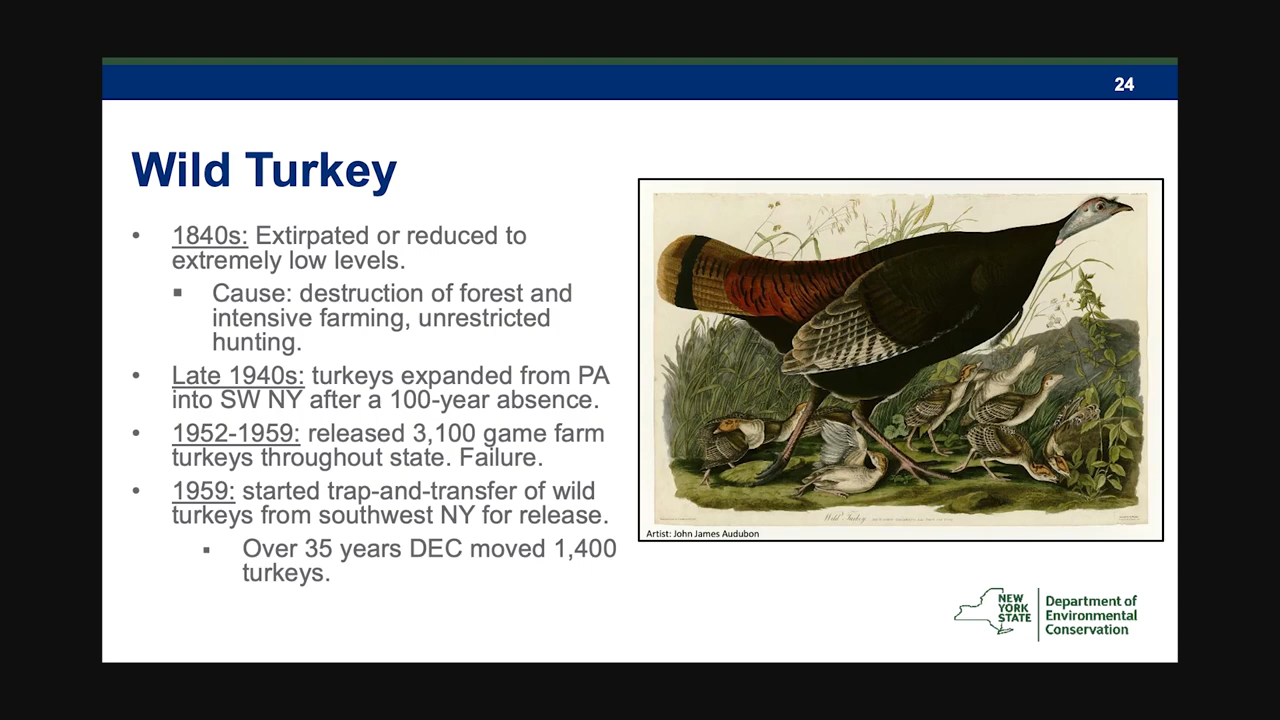 24
Wild Turkey
• 1840s: Extirpated or reduced to
extremely low levels.
▪ Cause: destruction of forest and
intensive farming, unrestricted
hunting.
• Late 1940s: turkeys expanded from PA
into SW NY after a 100-year absence.
• 1952-1959: released 3,100 game farm
turkeys throughout state. Failure.
• 1959: started trap-and-transfer of wild
turkeys from southwest NY for release.
▪ Over 35 years DEC moved 1,400
turkeys.
Wild Turkey
Artist: John James Audubon
NEW
YORK
STATE
Department of
Environmental
Conservation